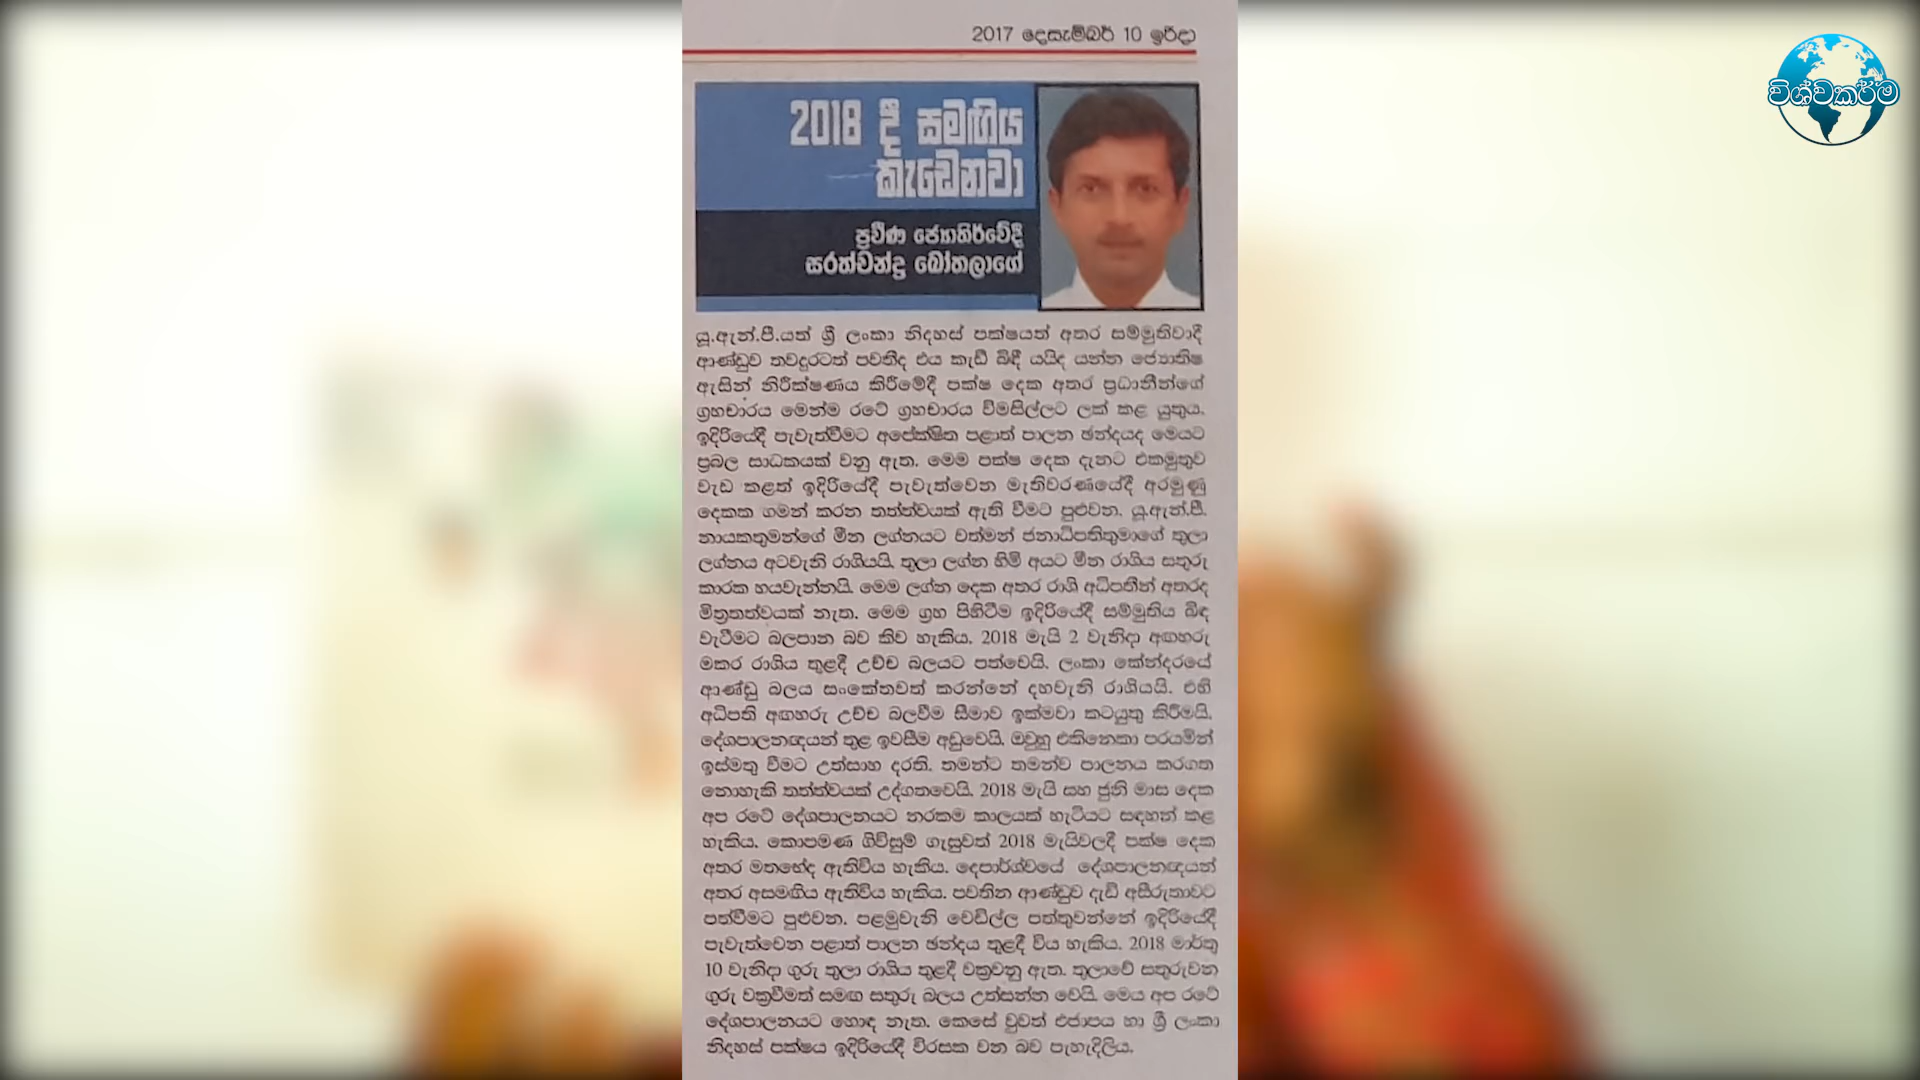 2017 දෙසැම්බර් 10 ඉරිදා
විශ්වකර්ම
2018 දී සමඟිය
කැඩෙනවා
ප්‍රවීණ ජ්‍යොතිර්වේදී
සරත්චන්ද්‍ර බෝතලාගේ
යූ.ඇන්.පී.යත් ශ්‍රී ලංකා නිදහස් පක්ෂයත් අතර සම්මුතිවාදී
ආණ්ඩුව තවදුරටත් පවතීද එය කැඩී බිඳී යයිද යන්න ජ්‍යොතිෂ
ඇසින් නිරීක්ෂණය කිරීමේදී පක්ෂ දෙක අතර ප්‍රධානීන්ගේ
ග්‍රහචාරය මෙන්ම රටේ ග්‍රහචාරය විමසිල්ලට ලක් කළ යුතුය.
ඉදිරියේදී පැවැත්වීමට අපේක්ෂිත පළාත් පාලන ඡන්දයද මෙයට
ප්‍රබල සාධකයක් වනු ඇත. මෙම පක්ෂ දෙක දැනට එකමුතුව
වැඩ කළත් ඉදිරියේදී පැවැත්වෙන මැතිවරණයේදී අරමුණු
දෙකක ගමන් කරන තත්ත්වයක් ඇති වීමට පුළුවන. යූ.ඇන්.පී.
නායකතුමන්ගේ මීන ලග්නයට වත්මන් ජනාධිපතිතුමාගේ තුලා
ලග්නය අටවැනි රාශියයි. තුලා ලග්න හිමි අයට මීන රාශිය සතුරු
කාරක හයවැන්නයි. මෙම ලග්න දෙක අතර රාශි අධිපතීන් අතරද
මිත්‍රතත්වයක් නැත. මෙම ග්‍රහ පිහිටීම ඉදිරියේදී සම්මුතිය බිඳ
වැටීමට බලපාන බව කිව හැකිය. 2018 මැයි 2 වැනිදා අඟහරු
මකර රාශිය තුළදී උච්ච බලයට පත්වෙයි. ලංකා කේන්දරයේ
ආණ්ඩු බලය සංකේතවත් කරන්නේ දහවැනි රාශියයි. එහි
අධිපති අඟහරු උච්ච බලවීම සීමාව ඉක්මවා කටයුතු කිරීමයි.
දේශපාලනඥයන් තුළ ඉවසීම අඩුවෙයි. ඔවුහු එකිනෙකා පරයමින්
ඉස්මතු වීමට උත්සාහ දරති. තමන්ට තමන්ව පාලනය කරගත
නොහැකි තත්ත්වයක් උද්ගතවෙයි. 2018 මැයි සහ ජුනි මාස දෙක
අප රටේ දේශපාලනයට නරකම කාලයක් හැටියට සඳහන් කළ
හැකිය. කොපමණ ගිවිසුම් ගැසුවත් 2018 මැයිවලදී පක්ෂ දෙක
අතර මතභේද ඇතිවිය හැකිය. දෙපාර්ශ්වයේ දේශපාලනඥයන්
අතර අසමඟිය ඇතිවිය හැකිය. පවතින ආණ්ඩුව දැඩි අසීරුතාවට
පත්වීමට පුළුවන. පළමුවැනි වෙඩිල්ල පත්තුවන්නේ ඉදිරියේදී
පැවැත්වෙන පළාත් පාලන ඡන්දය තුළදී විය හැකිය. 2018 මාර්තු
10 වැනිදා ගුරු තුලා රාශිය තුළදී වක්‍රවනු ඇත. තුලාවේ සතුරුවන
ගුරු වක්‍රවීමත් සමඟ සතුරු බලය උත්සන්න වෙයි. මෙය අප රටේ
දේශපාලනයට හොඳ නැත. කෙසේ වුවත් එජාපය හා ශ්‍රී ලංකා
නිදහස් පක්ෂය ඉදිරියේදී විරසක වන බව පැහැදිලිය.